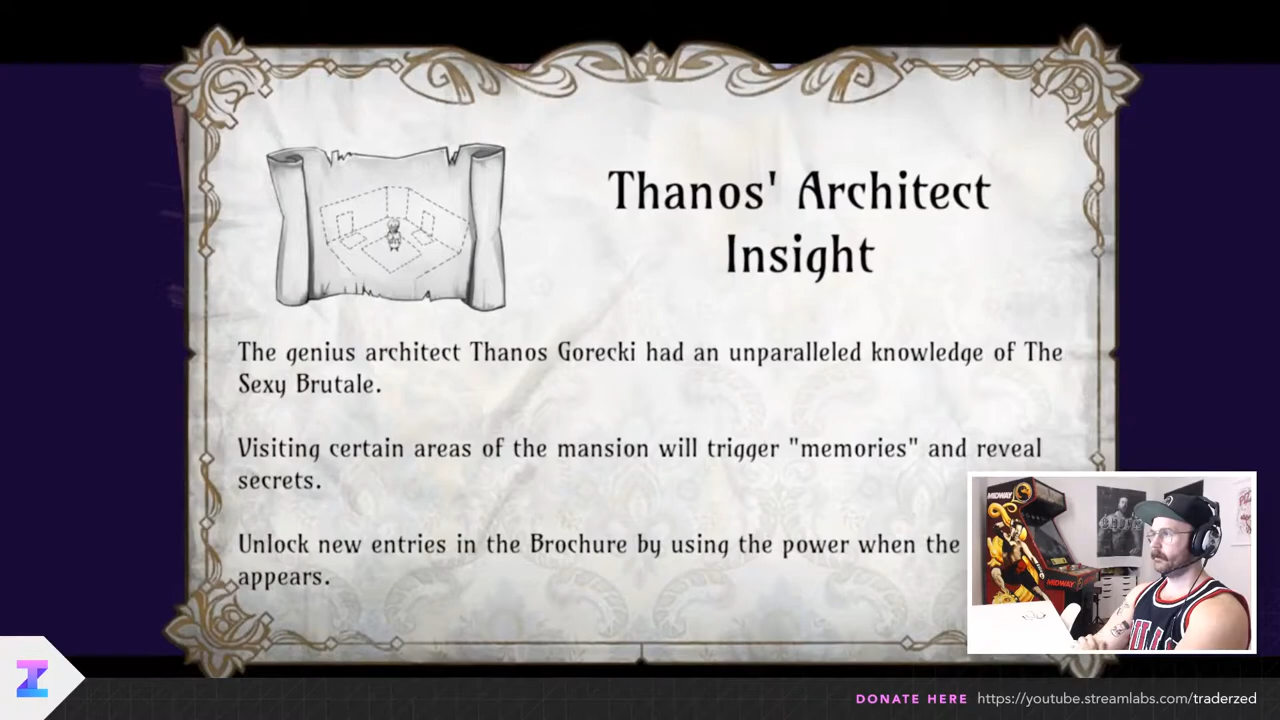 Thanos' Architect
Insight
The genius architect Thanos Gorecki had an unparalleled knowledge of The
Sexy Brutale.
Visiting certain areas of the mansion will trigger "memories" and reveal
secrets.
Unlock new entries in the Brochure by using the power when the
appears.
MIDWAY
MIDWAY
DONATE HERE https://youtube.streamlabs.com/traderzed